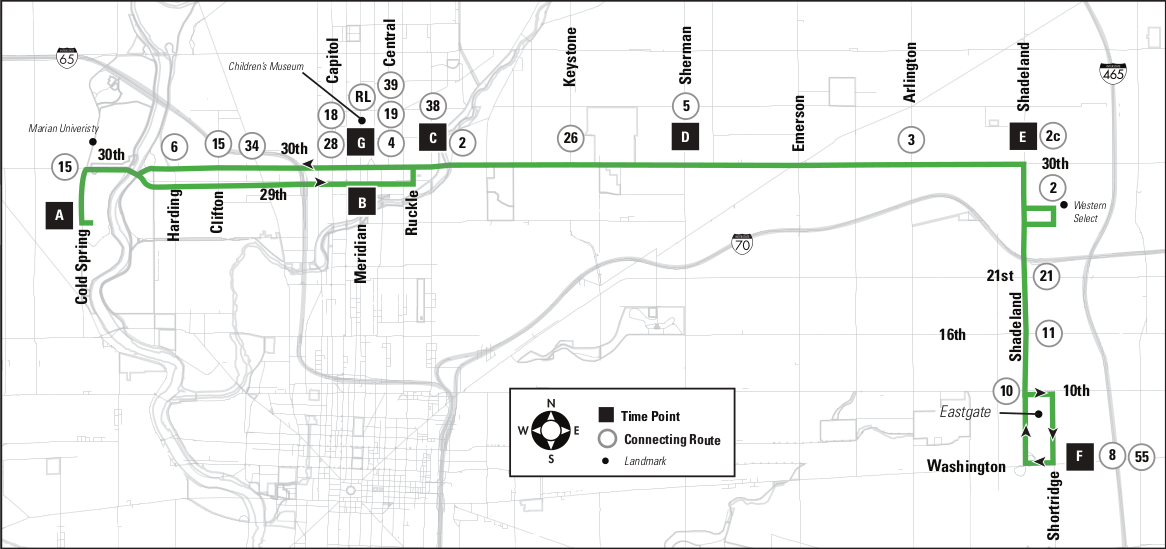 65
Children's Museum
Capitol
Central
Keystone
Sherman
Arlington
Shadeland
465
39
RL
18
19
38
5
Marian Univeristy
6
15
34
28
G
4
C
2
26
D
Emerson
3
E
2c
15
30th
30th
30th
29th
2
Western
Select
A
Harding
Clifton
B
Ruckle
Cold Spring
Meridian
70
21st
21
16th
Shadeland
11
10
10th
Eastgate
Washington
F
8
55
Shortridge
N
W
E
S
Time Point
Connecting Route
Landmark